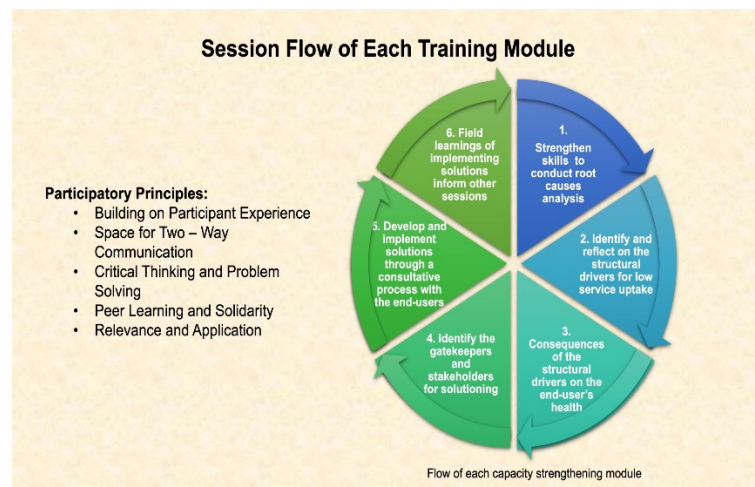 Session Flow of Each Training Module
Participatory Principles:
• Building on Participant Experience
• Space for Two – Way
Communication
• Critical Thinking and Problem
Solving
• Peer Learning and Solidarity
• Relevance and Application
1.
Strengthen
skills to
conduct root
causes
analysis
2. Identify and
reflect on the
structural
drivers for low
service uptake
3.
Consequences
of the
structural
drivers on the
end-user's
health
4. Identify the
gatekeepers
and
stakeholders
for solutioning
5. Develop and
implement
solutions
through a
consultative
process with
the end-users
6. Field
learnings of
implementing
solutions
inform other
sessions
Flow of each capacity strengthening module